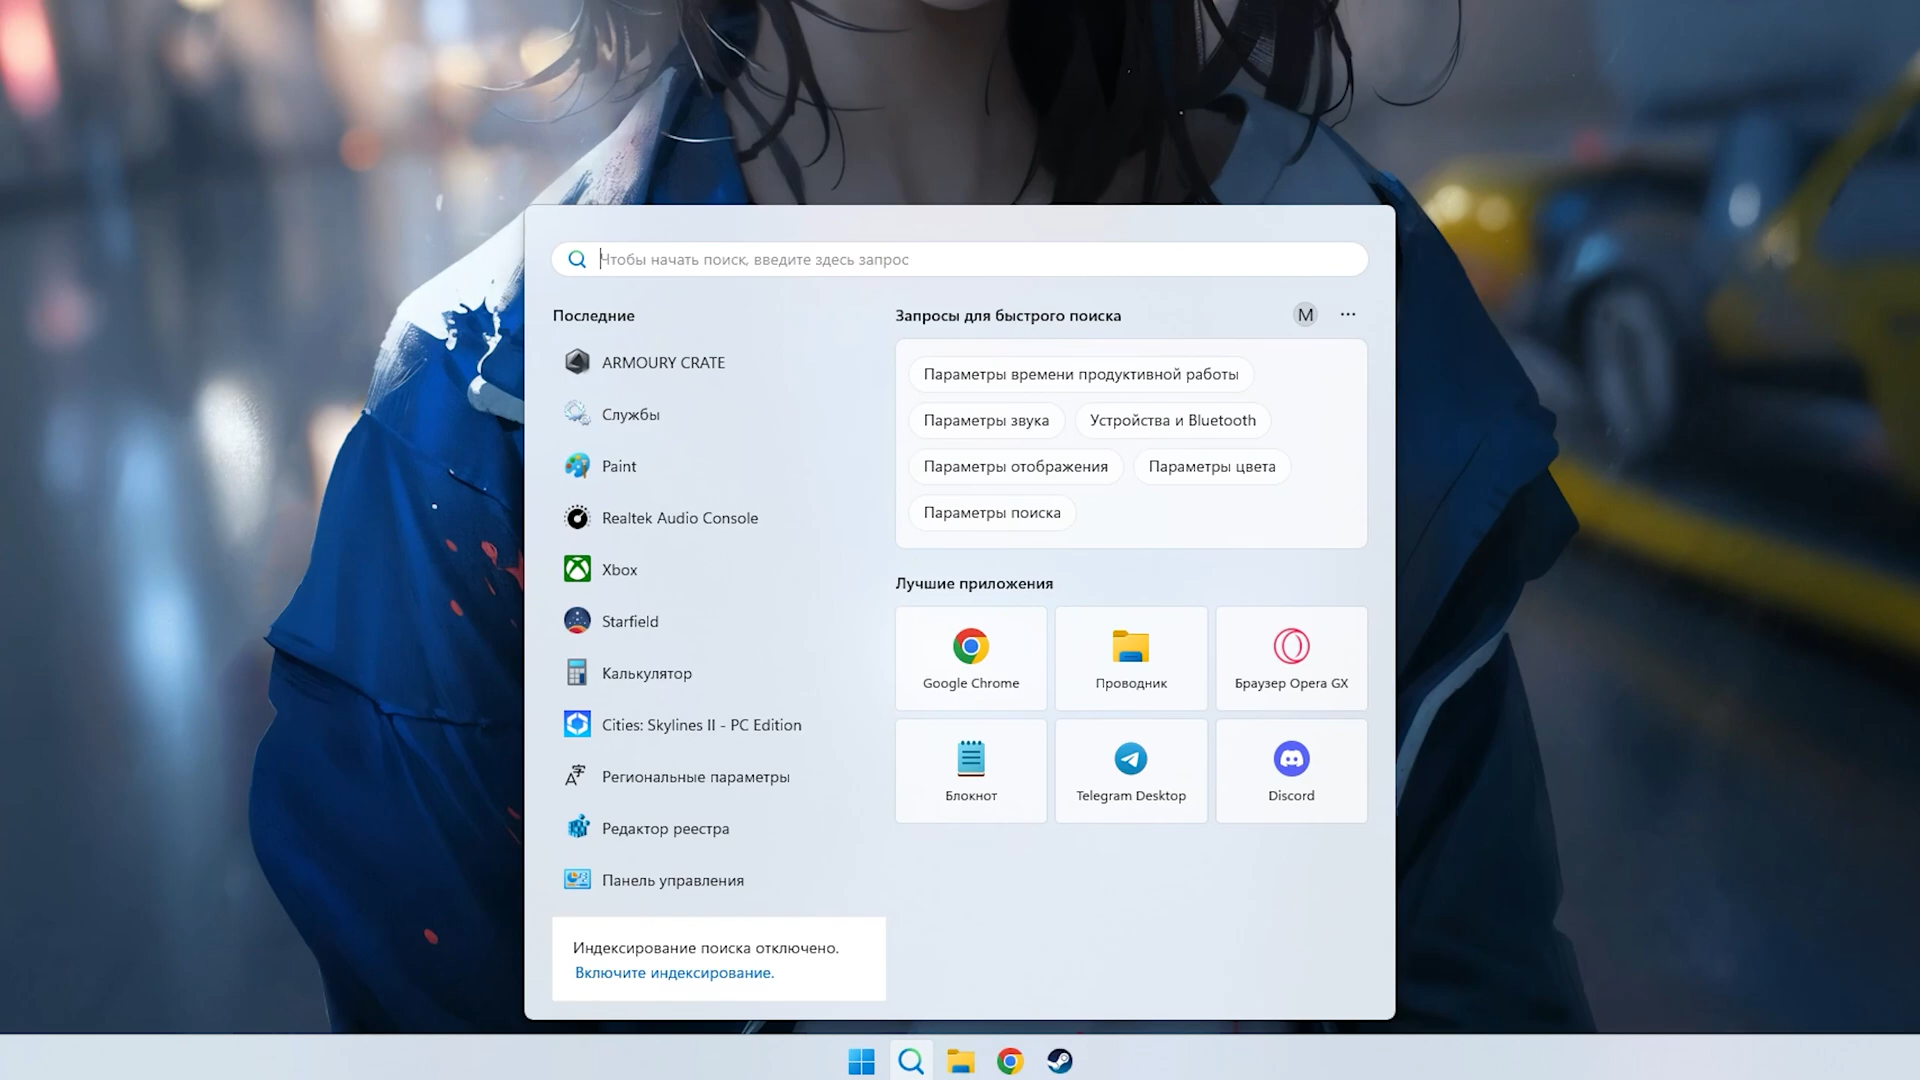 Чтобы начать поиск, введите здесь запрос
Последние
ARMOURY CRATE
Службы
Paint
Realtek Audio Console
Xbox
Starfield
Калькулятор
Cities: Skylines II - PC Edition
Региональные параметры
Редактор реестра
Панель управления
Индексирование поиска отключено.
Включите индексирование.
Запросы для быстрого поиска
M
Параметры времени продуктивной работы
Параметры звука
Устройства и Bluetooth
Параметры отображения
Параметры цвета
Параметры поиска
Лучшие приложения
Google Chrome
Проводник
Браузер Opera GX
Блокнот
Telegram Desktop
Discord